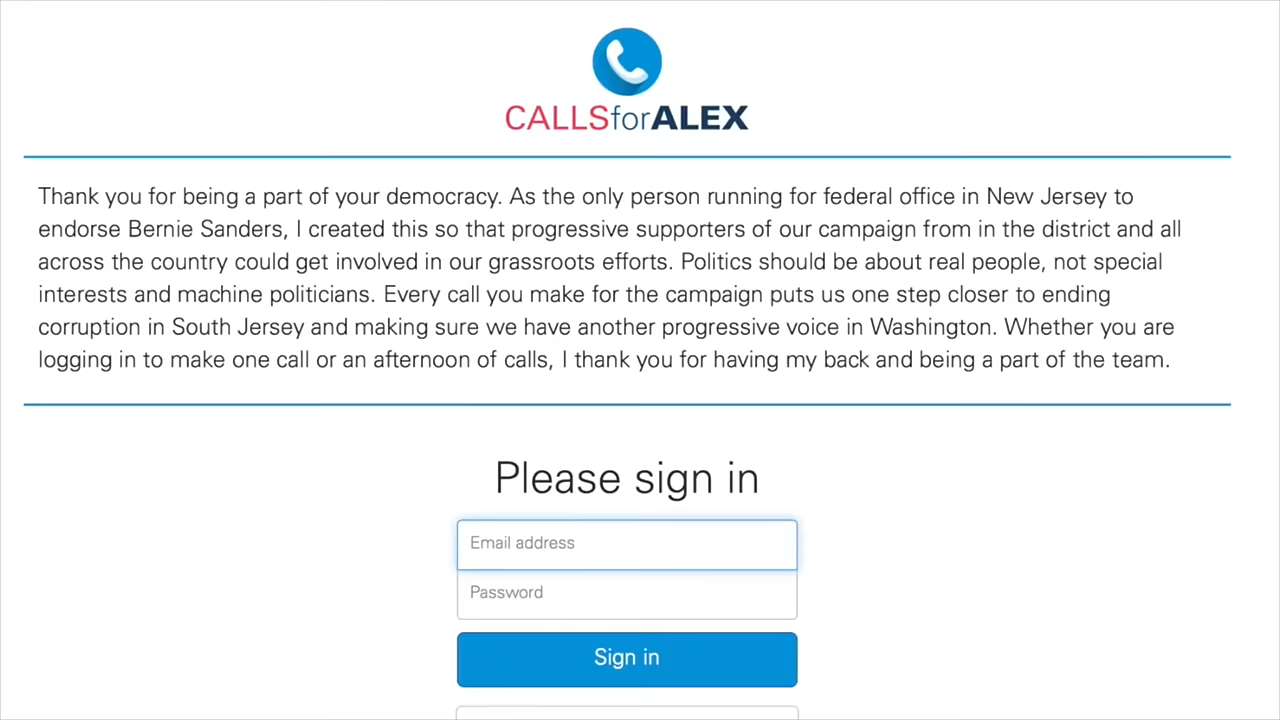 CALLSforALEX
Thank you for being a part of your democracy. As the only person running for federal office in New Jersey to
endorse Bernie Sanders, I created this so that progressive supporters of our campaign from in the district and all
across the country could get involved in our grassroots efforts. Politics should be about real people, not special
interests and machine politicians. Every call you make for the campaign puts us one step closer to ending
corruption in South Jersey and making sure we have another progressive voice in Washington. Whether you are
logging in to make one call or an afternoon of calls, I thank you for having my back and being a part of the team.
Please sign in
Email address
Password
Sign in